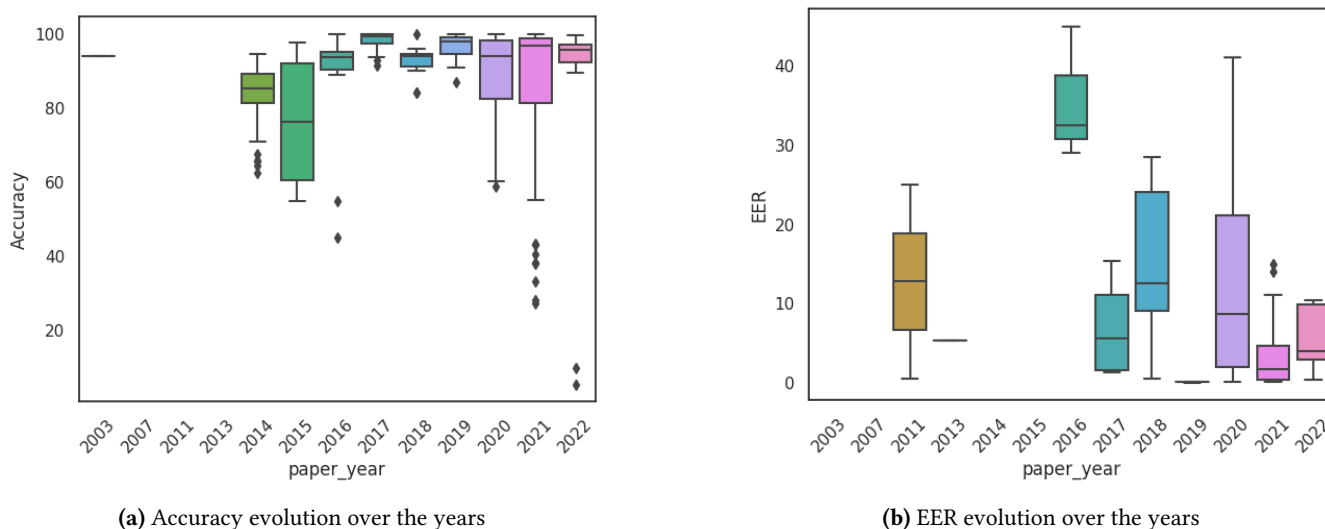 100
80
60
40
20
Accuracy
2003 2007 2011 2013 2014 2015 2016 2017 2018 2019 2020 2021 2022
paper_year
(a) Accuracy evolution over the years
40
30
20
10
0
EER
2003 2007 2011 2013 2014 2015 2016 2017 2018 2019 2020 2021 2022
paper_year
(b) EER evolution over the years